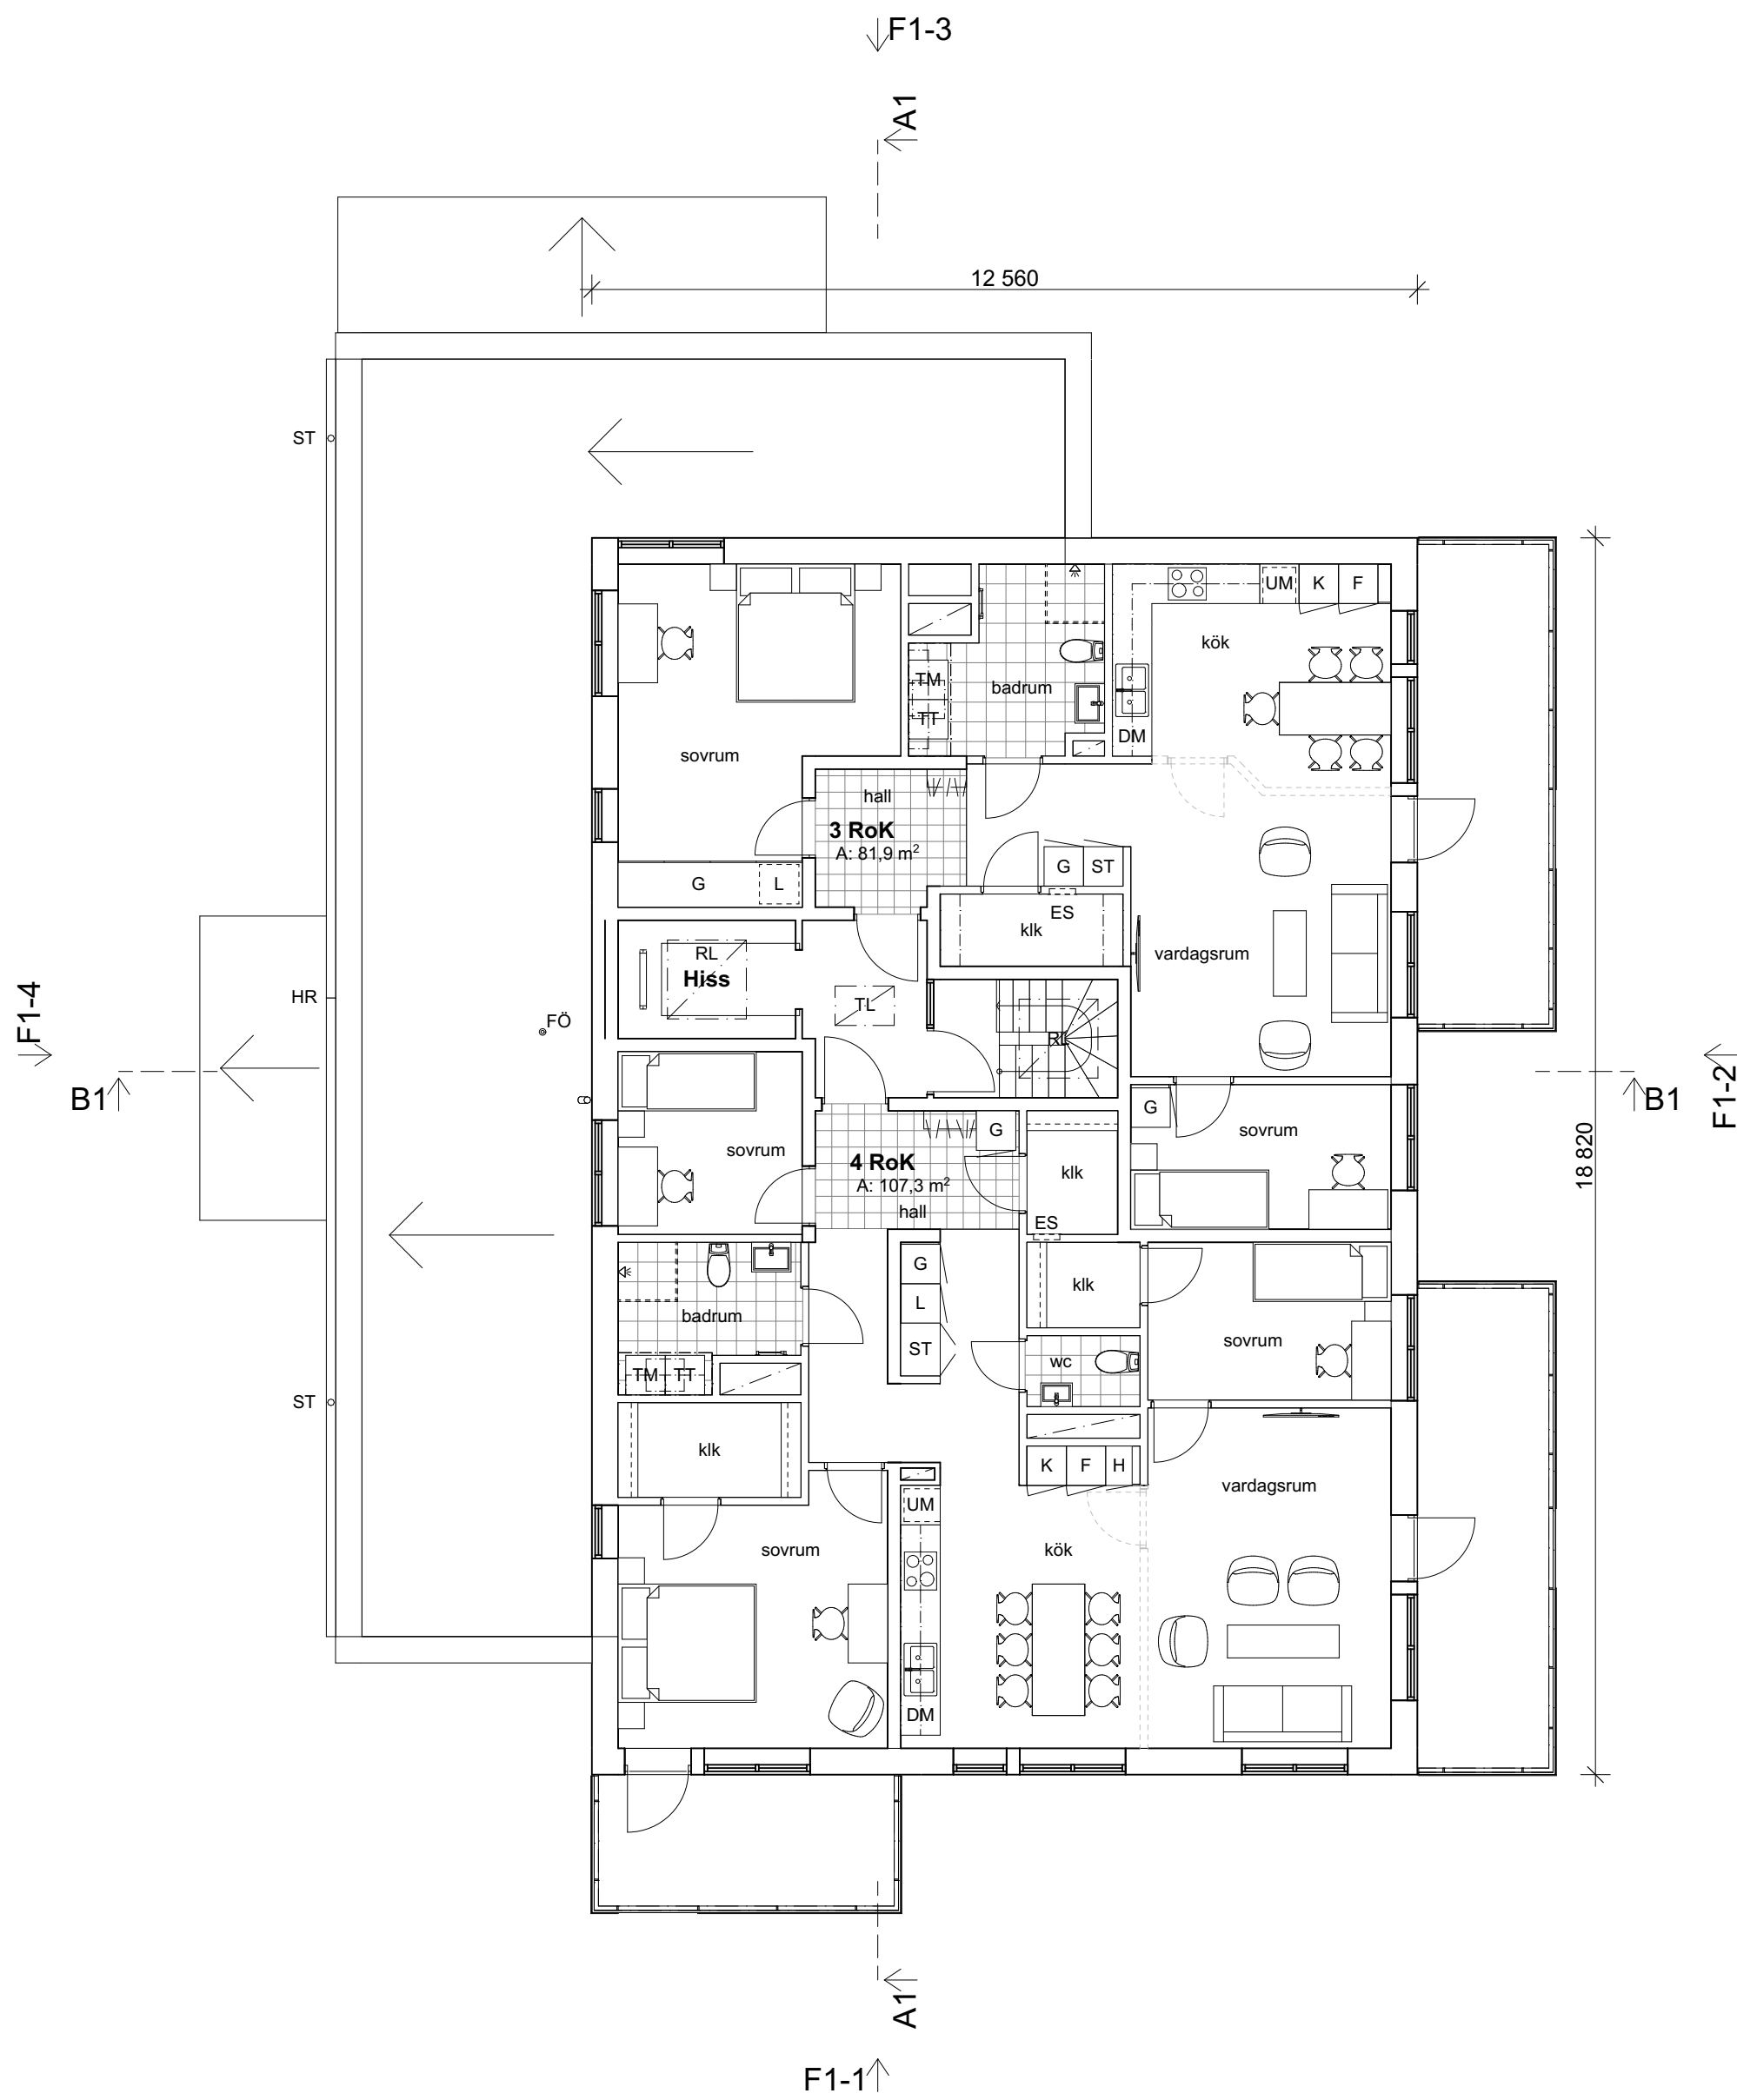 F1-3
A1
12 560
ST
UM
K
F
kök
TM
badrum
TT
DM
sovrum
hall
3 RoK
A: 81,9 m²
G
L
G
ST
ES
klk
vardagsrum
RL
Hiss
TL
HR
FÖ
RL
F1-4
B1
B1
F1-2
18 820
G
sovrum
sovrum
G
4 RoK
A: 107,3 m²
hall
klk
ES
G
L
ST
klk
sovrum
badrum
TM
TT
wc
ST
klk
K
F
H
vardagsrum
UM
sovrum
kök
DM
A1
F1-1